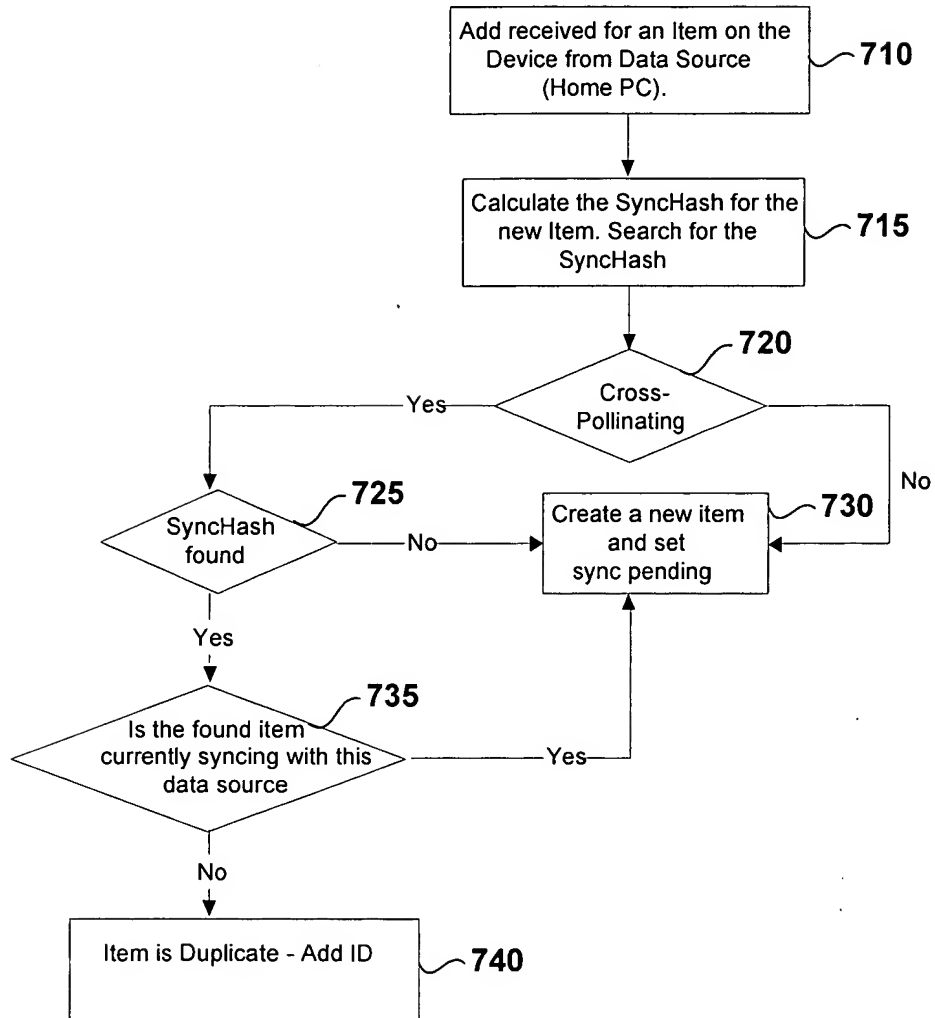 Add received for an Item on the
Device from Data Source
(Home PC).
710
Calculate the SyncHash for the
new Item. Search for the
SyncHash
715
720
Cross-
Pollinating
Yes
No
725
SyncHash
found
No
730
Create a new item
and set
sync pending
Yes
735
Is the found item
currently syncing with this
data source
Yes
No
Item is Duplicate - Add ID
740